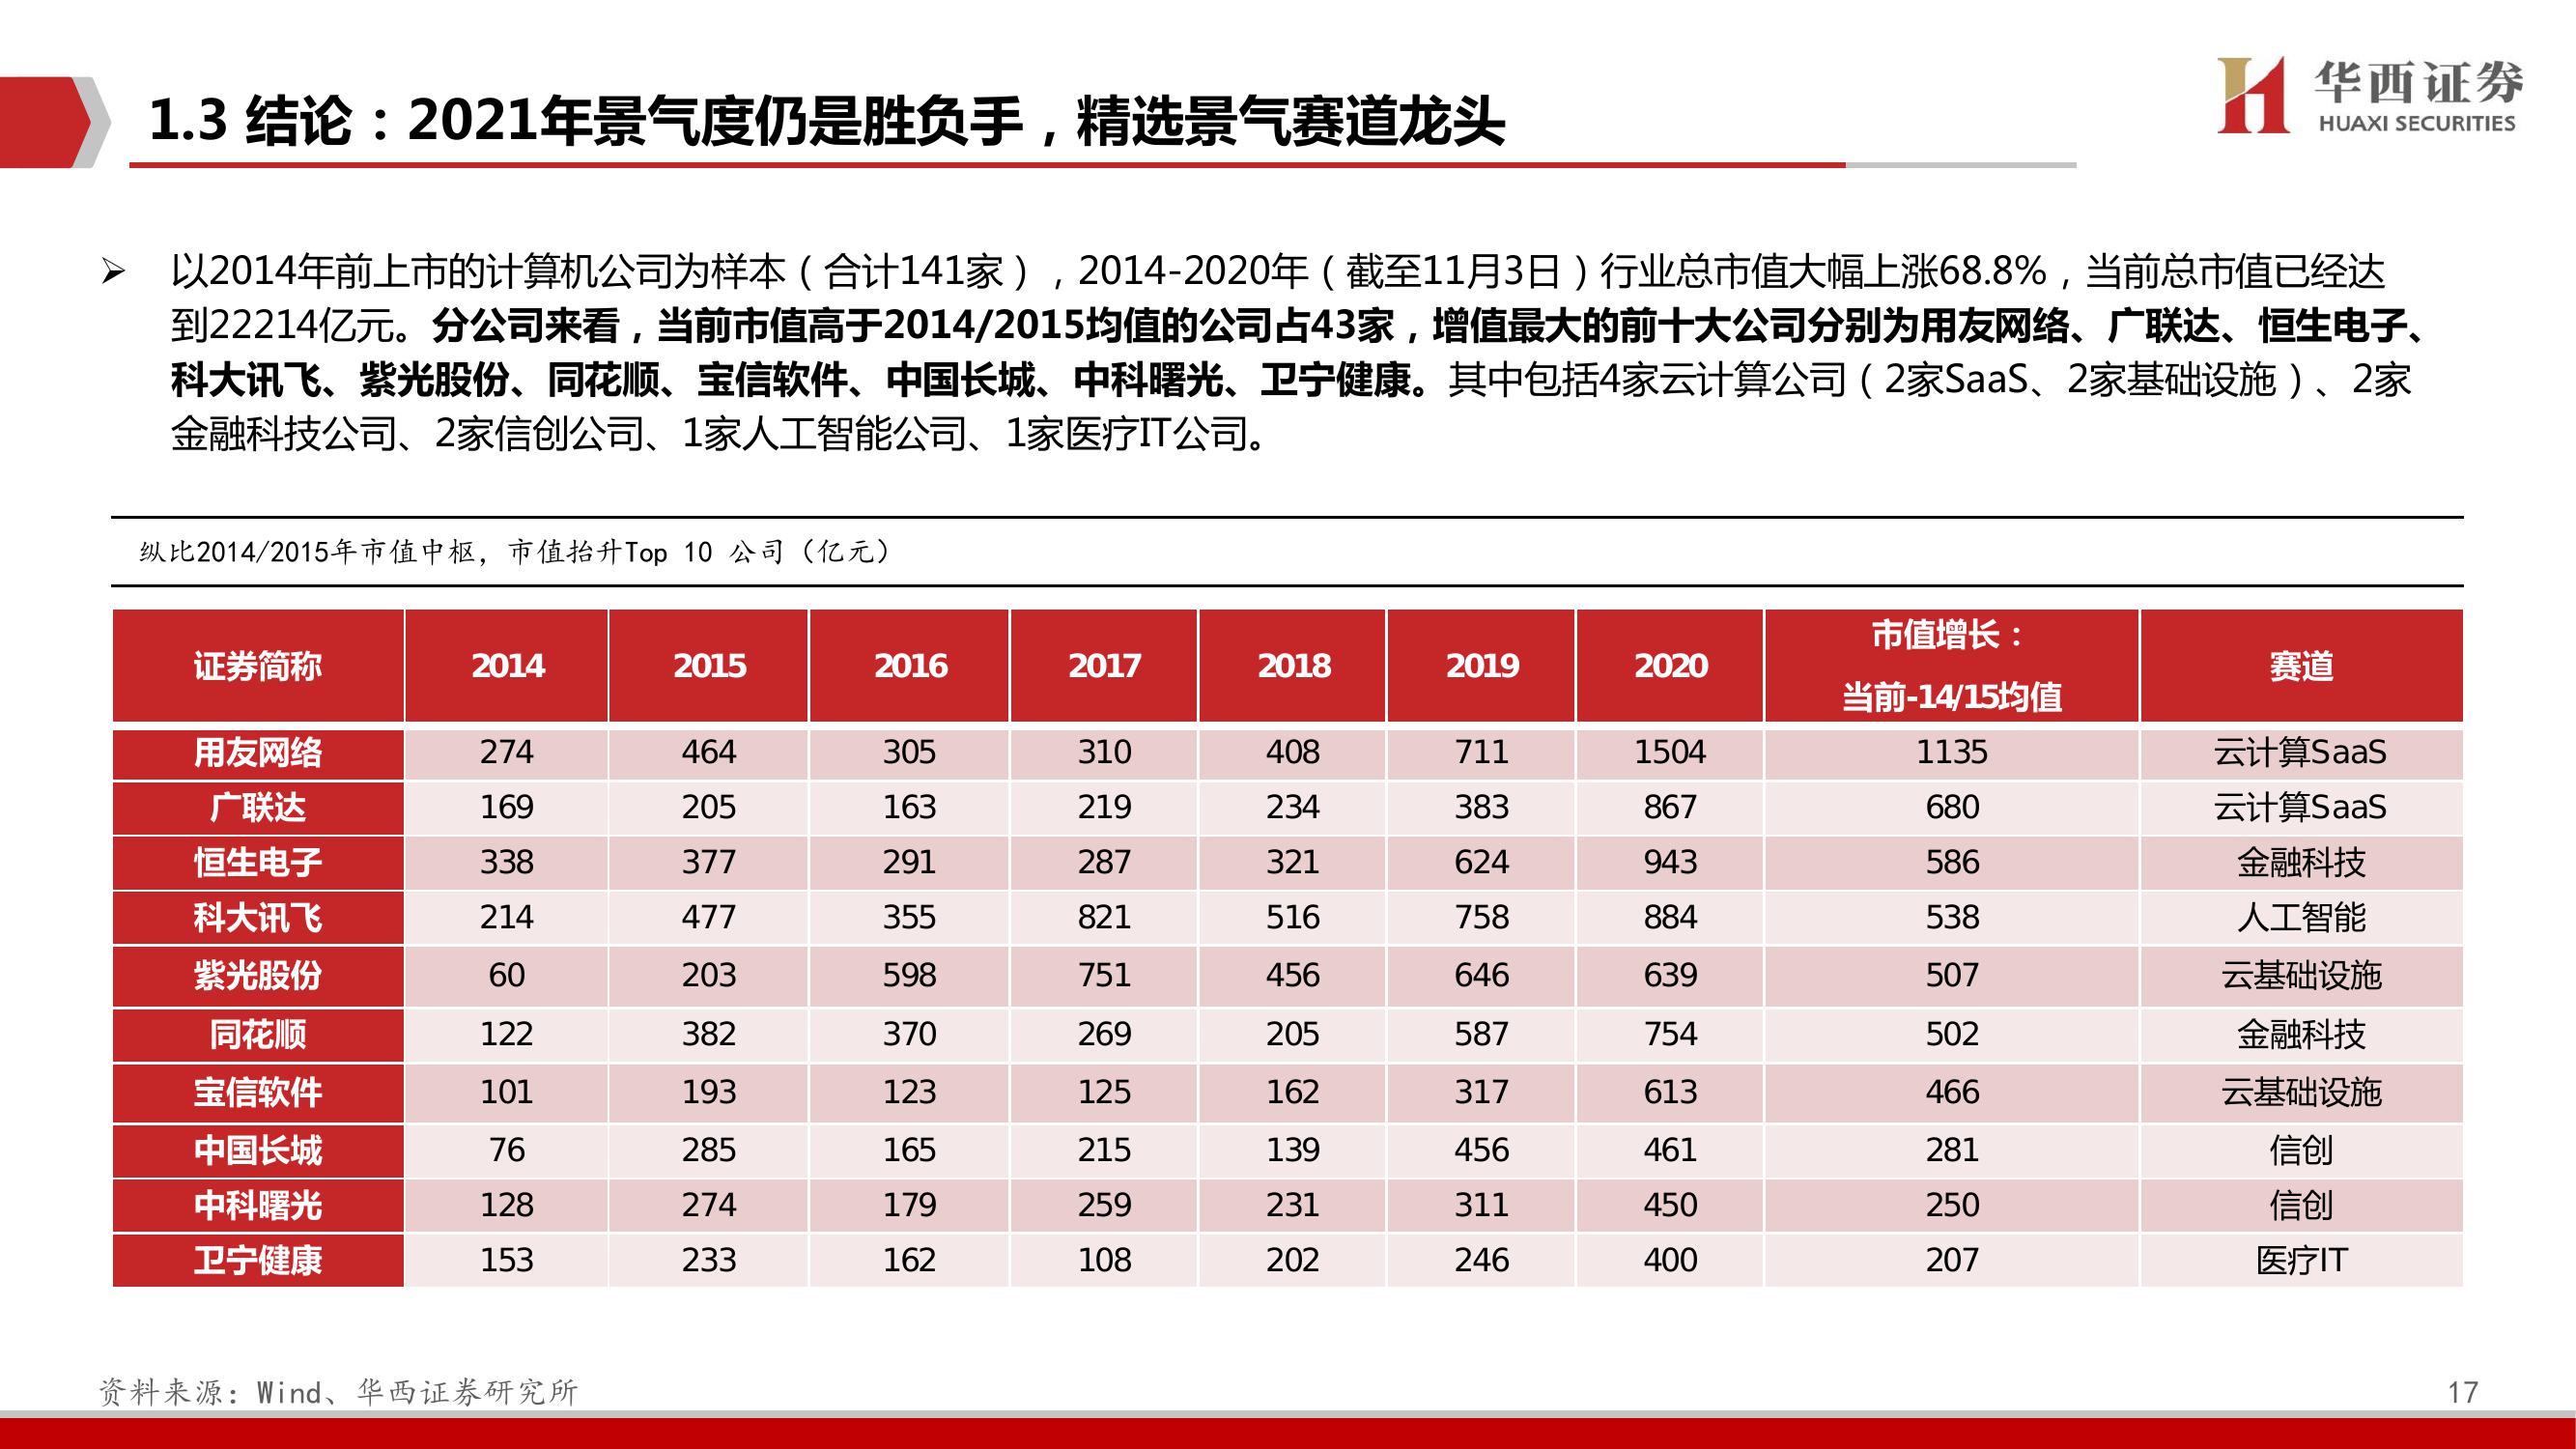 1.3 结论：2021年景气度仍是胜负手，精选景气赛道龙头
华西证券
HUAXI SECURITIES
➢ 以2014年前上市的计算机公司为样本（合计141家），2014-2020年（截至11月3日）行业总市值大幅上涨68.8%，当前总市值已经达
到22214亿元。分公司来看，当前市值高于2014/2015均值的公司占43家，增值最大的前十大公司分别为用友网络、广联达、恒生电子、
科大讯飞、紫光股份、同花顺、宝信软件、中国长城、中科曙光、卫宁健康。其中包括4家云计算公司（2家SaaS、2家基础设施）、2家
金融科技公司、2家信创公司、1家人工智能公司、1家医疗IT公司。
纵比2014/2015年市值中枢，市值抬升Top 10 公司（亿元）
证券简称 2014 2015 2016 2017 2018 2019 2020 市值增长： 赛道
当前-14/15均值
用友网络 274 464 305 310 408 711 1504 1135 云计算SaaS
广联达 169 205 163 219 234 383 867 680 云计算SaaS
恒生电子 338 377 291 287 321 624 943 586 金融科技
科大讯飞 214 477 355 821 516 758 884 538 人工智能
紫光股份 60 203 598 751 456 646 639 507 云基础设施
同花顺 122 382 370 269 205 587 754 502 金融科技
宝信软件 101 193 123 125 162 317 613 466 云基础设施
中国长城 76 285 165 215 139 456 461 281 信创
中科曙光 128 274 179 259 231 311 450 250 信创
卫宁健康 153 233 162 108 202 246 400 207 医疗IT
资料来源：Wind、华西证券研究所
17